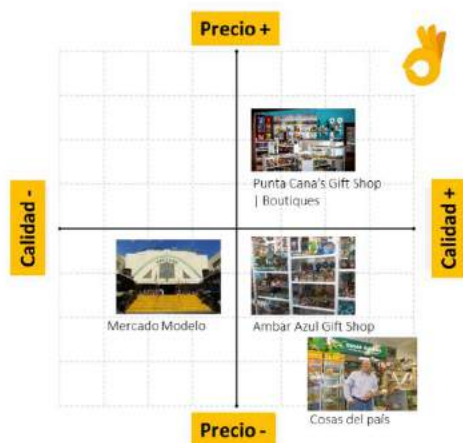 Precio +
Punta Cana's Gift Shop
| Boutiques
Calidad -
Calidad +
Mercado Modelo
Ambar Azul Gift Shop
Cosas del país
Precio -